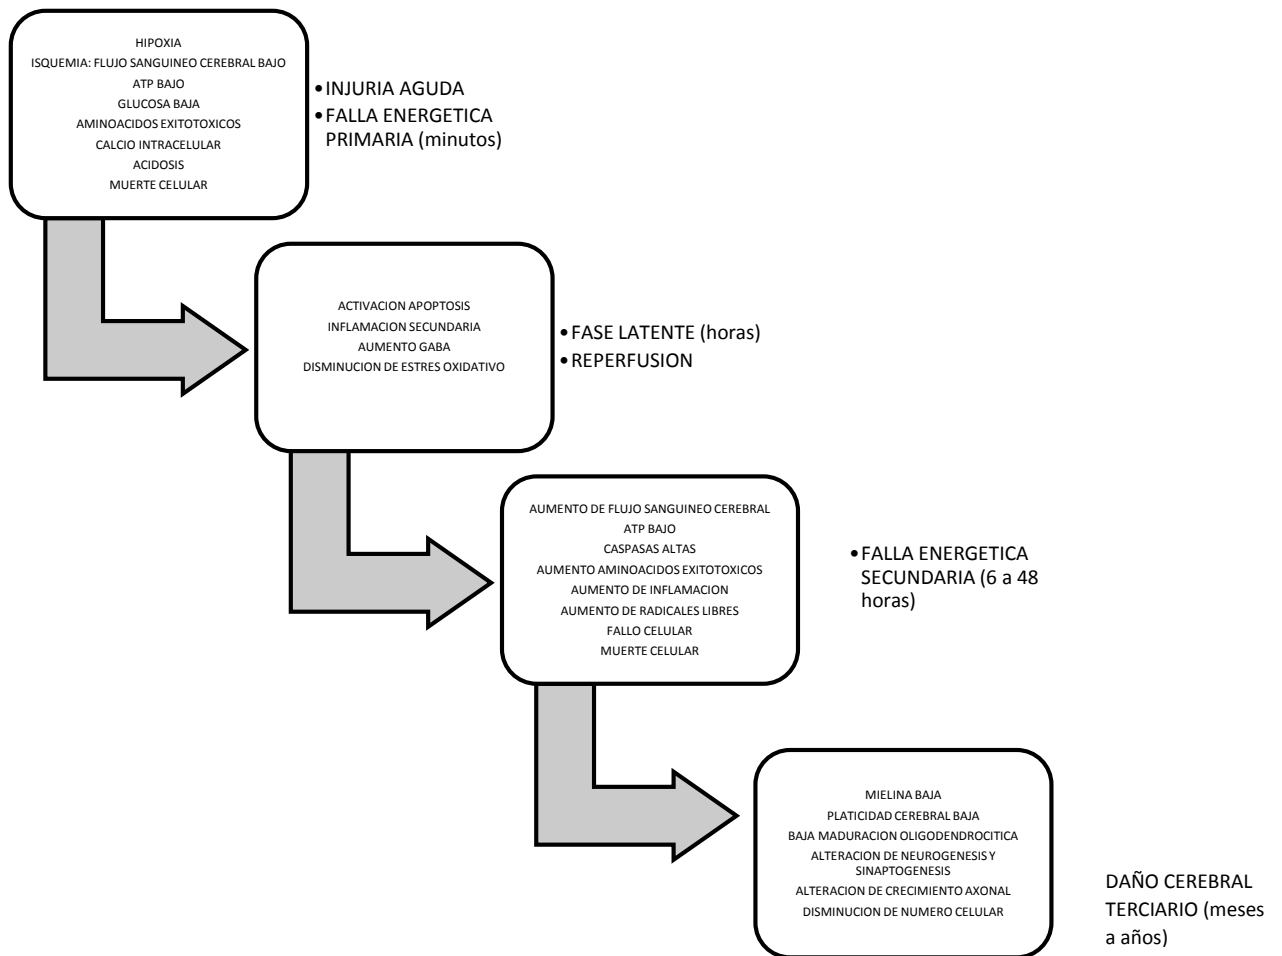 HIPOXIA
ISQUEMIA: FLUJO SANGUINEO CEREBRAL BAJO
ATP BAJO
GLUCOSA BAJA
AMINOACIDOS EXITOTOXICOS
CALCIO INTRACELULAR
ACIDOSIS
MUERTE CELULAR
•INJURIA AGUDA
•FALLA ENERGETICA
PRIMARIA (minutos)
ACTIVACION APOPTOSIS
INFLAMACION SECUNDARIA
AUMENTO GABA
DISMINUCION DE ESTRES OXIDATIVO
•FASE LATENTE (horas)
•REPERFUSION
AUMENTO DE FLUJO SANGUINEO CEREBRAL
ATP BAJO
CASPASAS ALTAS
AUMENTO AMINOACIDOS EXITOTOXICOS
AUMENTO DE INFLAMACION
AUMENTO DE RADICALES LIBRES
FALLO CELULAR
MUERTE CELULAR
•FALLA ENERGETICA
SECUNDARIA (6 a 48
horas)
MIELINA BAJA
PLATICIDAD CEREBRAL BAJA
BAJA MADURACION OLIGODENDROCITICA
ALTERACION DE NEUROGENESIS Y
SINAPTOGENESIS
ALTERACION DE CRECIMIENTO AXONAL
DISMINUCION DE NUMERO CELULAR
DAÑO CEREBRAL
TERCIARIO (meses
a años)